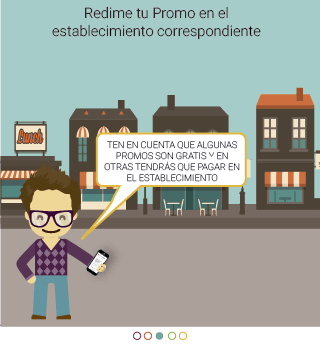 Redime tu Promo en el
establecimiento correspondiente
Lunch
TEN EN CUENTA QUE ALGUNAS
PROMOS SON GRATIS Y EN
OTRAS TENDRÁS QUE PAGAR EN
EL ESTABLECIMIENTO